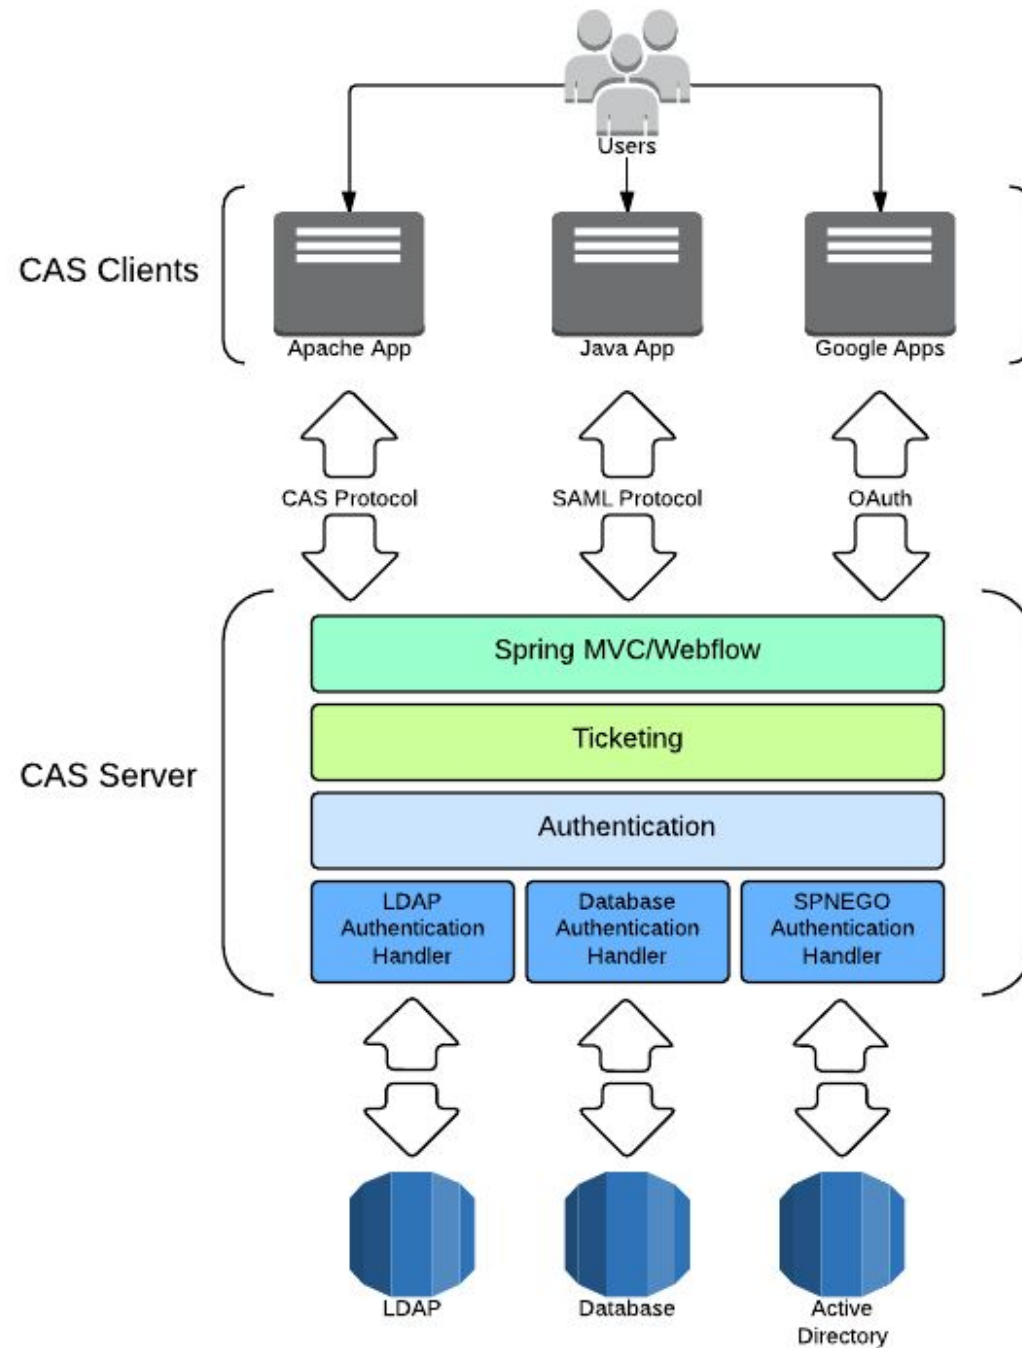 Users
CAS Clients
Apache App
Java App
Google Apps
CAS Protocol
SAML Protocol
OAuth
CAS Server
Spring MVC/Webflow
Ticketing
Authentication
LDAP
Authentication
Handler
Database
Authentication
Handler
SPNEGO
Authentication
Handler
LDAP
Database
Active
Directory